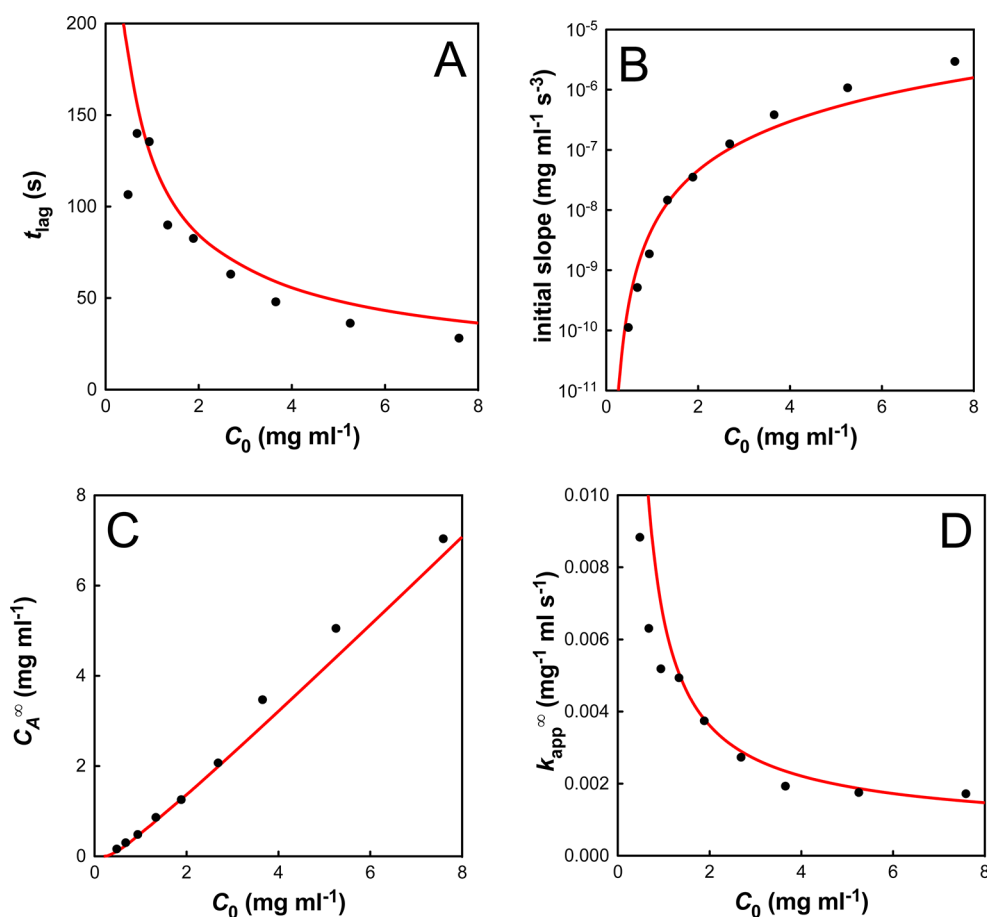 A
200
150
100
50
0
t_lag (s)
0 2 4 6 8
C₀ (mg ml⁻¹)
B
10⁻⁵
10⁻⁶
10⁻⁷
10⁻⁸
10⁻⁹
10⁻¹⁰
10⁻¹¹
initial slope (mg ml⁻¹ s⁻³)
0 2 4 6 8
C₀ (mg ml⁻¹)
C
8
6
4
2
0
C_A^∞ (mg ml⁻¹)
0 2 4 6 8
C₀ (mg ml⁻¹)
D
0.010
0.008
0.006
0.004
0.002
0.000
k_app^∞ (mg⁻¹ ml s⁻¹)
0 2 4 6 8
C₀ (mg ml⁻¹)